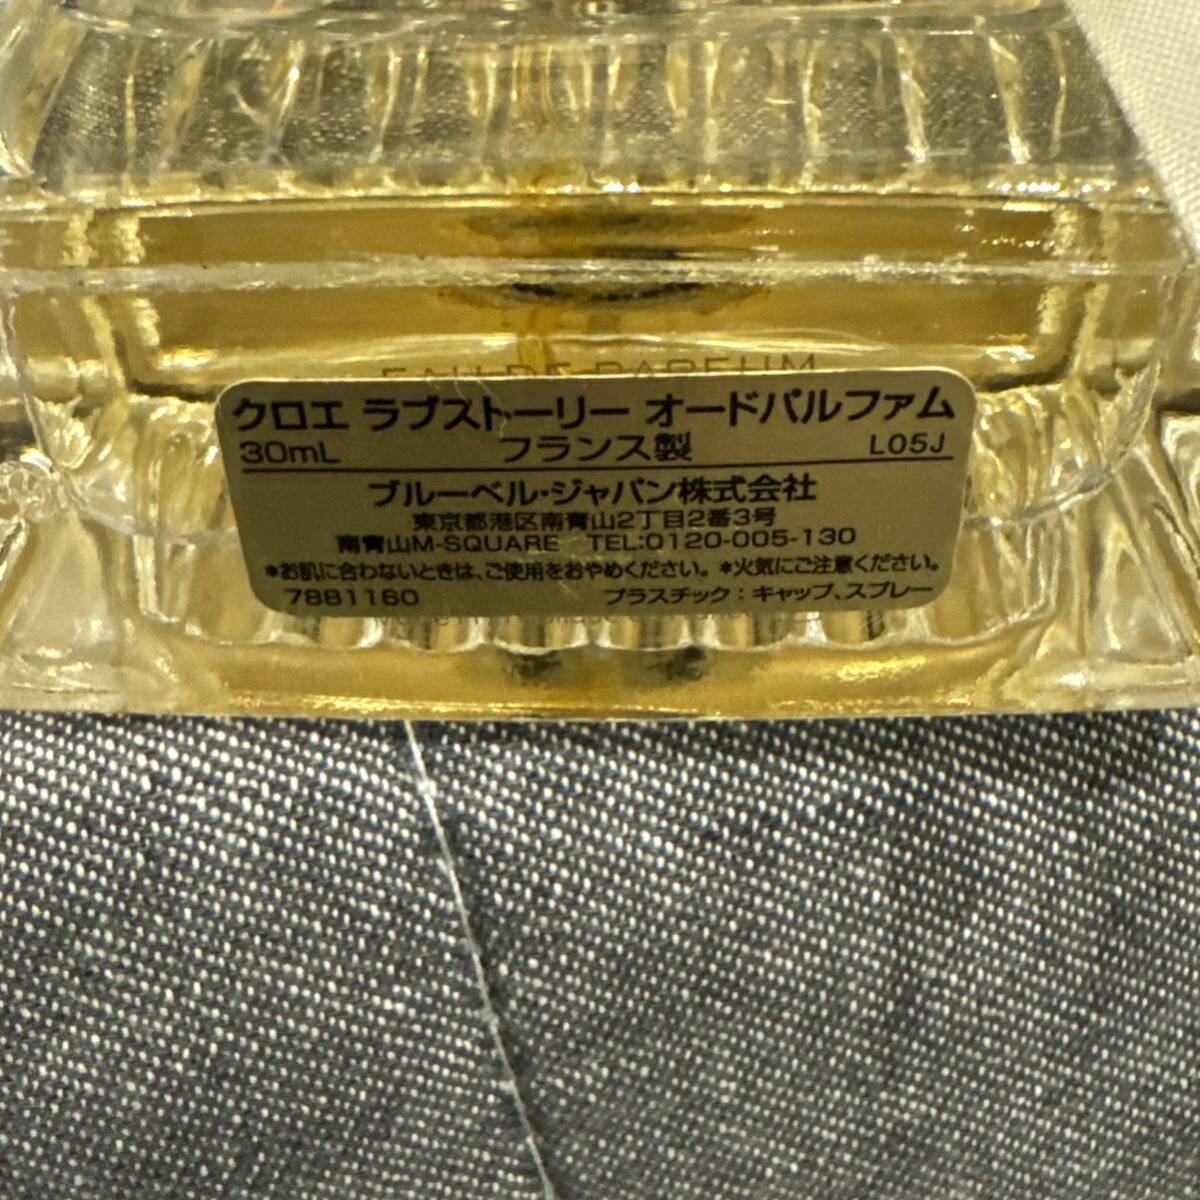 EAU DE PARFUM
クロエ ラブストーリー オードパルファム
30mL フランス製 L05J
ブルーベル・ジャパン株式会社
東京都港区南青山2丁目2番3号
南青山M-SQUARE TEL:0120-005-130
*お肌に合わないときは、ご使用をおやめください。*火気にご注意ください。
7881160 プラスチック：キャップ、スプレー